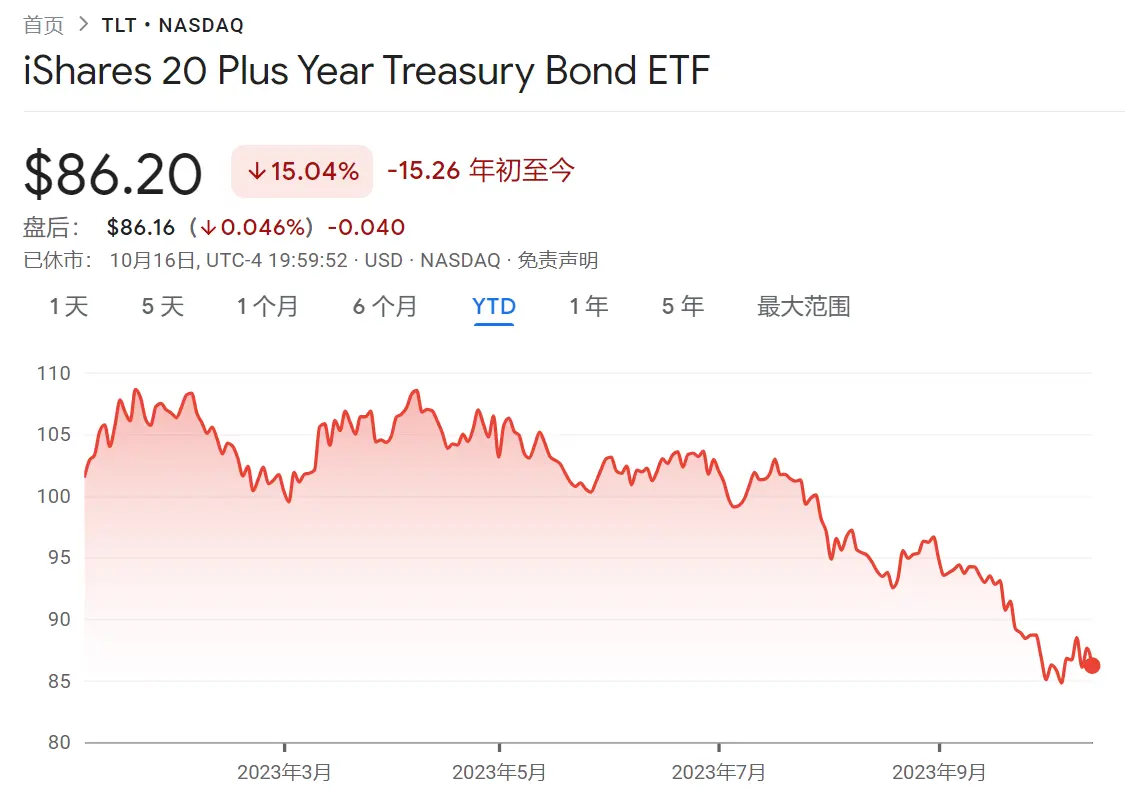 首页 > TLT • NASDAQ
iShares 20 Plus Year Treasury Bond ETF
$86.20 ↓15.04% -15.26 年初至今
盘后： $86.16 (↓0.046%) -0.040
已休市： 10月16日, UTC-4 19:59:52 · USD · NASDAQ · 免责声明
1 天 5 天 1 个月 6 个月 YTD 1 年 5 年 最大范围
110
105
100
95
90
85
80
2023年3月 2023年5月 2023年7月 2023年9月